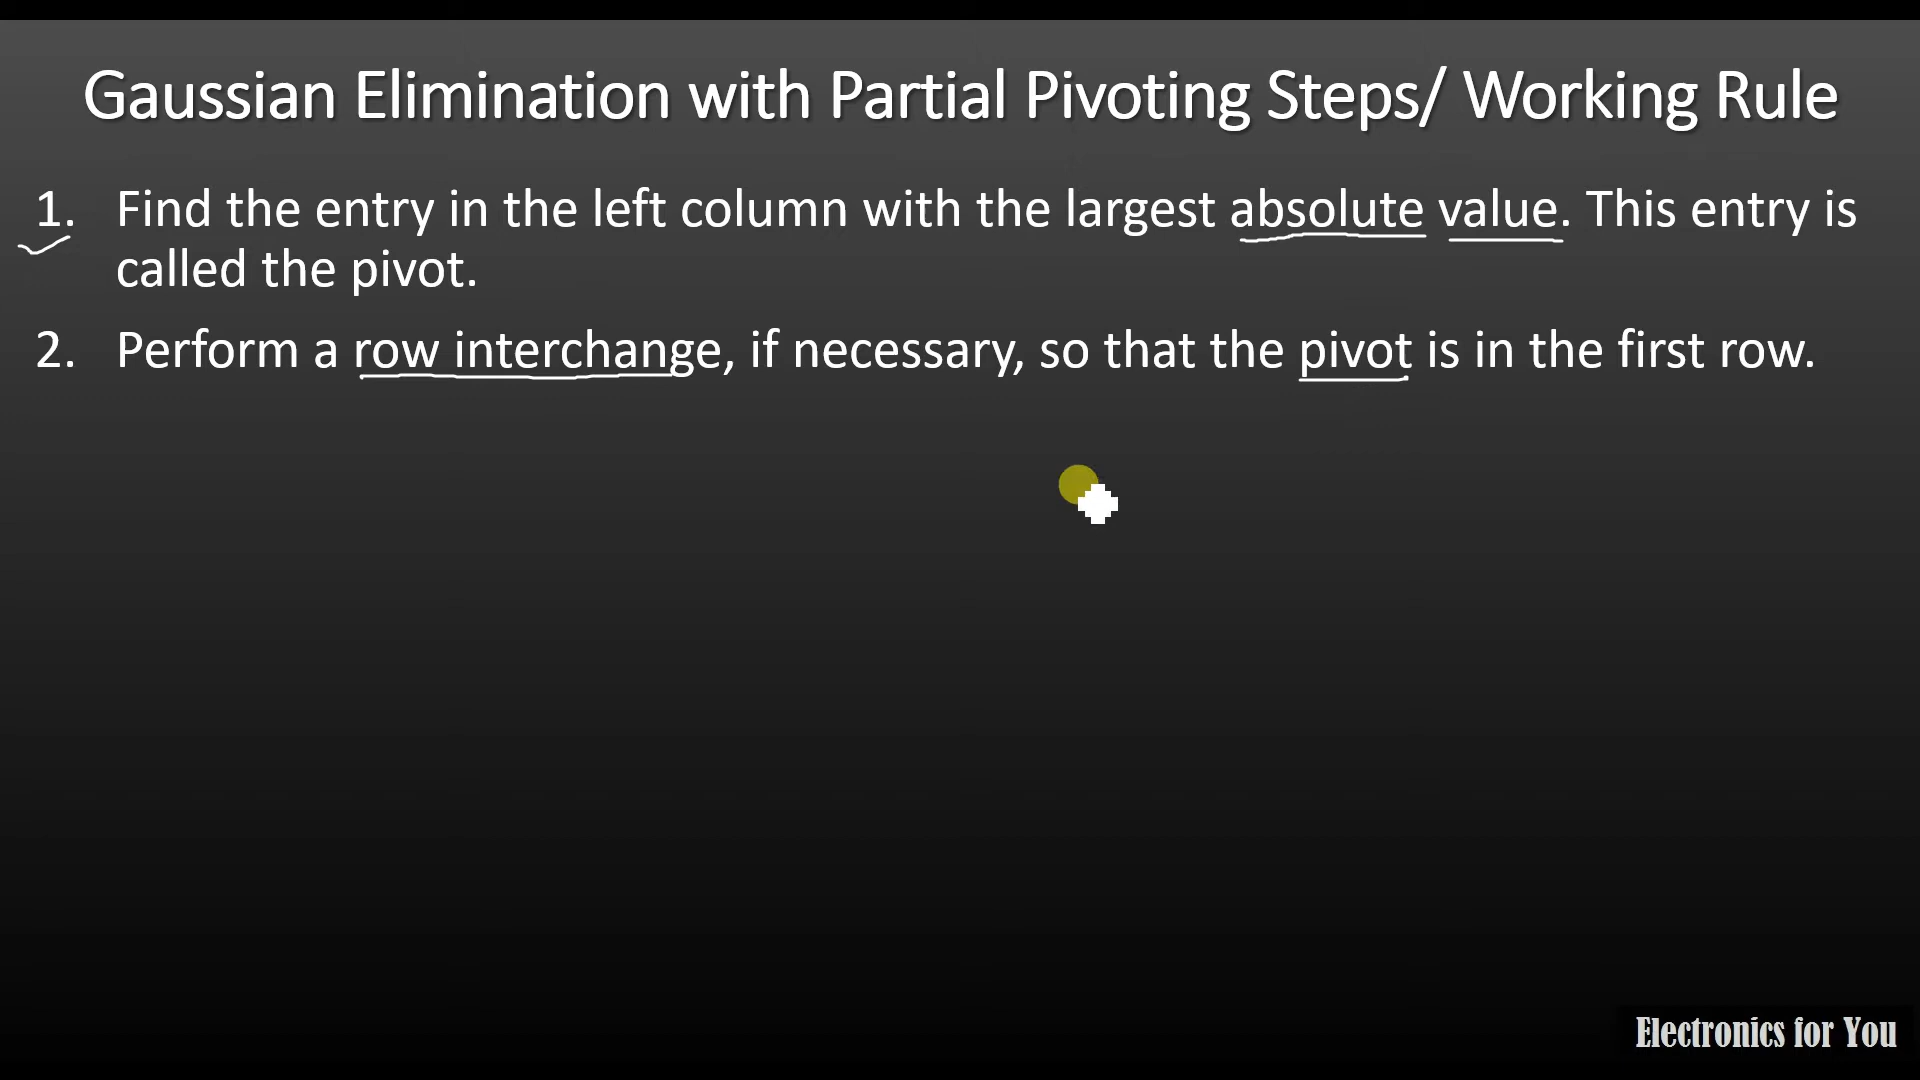 Gaussian Elimination with Partial Pivoting Steps/ Working Rule
1. Find the entry in the left column with the largest absolute value. This entry is
called the pivot.
2. Perform a row interchange, if necessary, so that the pivot is in the first row.
Electronics for You